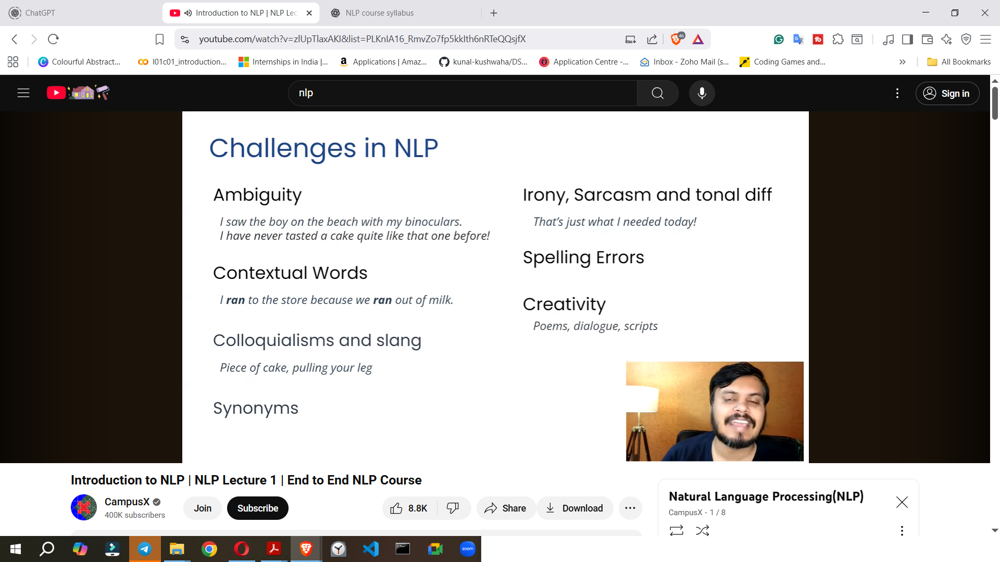 ChatGPT
Introduction to NLP | NLP Lec
NLP course syllabus
youtube.com/watch?v=zlUpTlaxAKI&list=PLKnIA16_RmvZo7fp5kkIth6nRTeQQsjfX
46
Colourful Abstract...
l01c01_introduction...
Internships in India |...
Applications | Amaz...
kunal-kushwaha/DS...
Application Centre -...
Inbox - Zoho Mail (s...
Coding Games and...
All Bookmarks
nlp
Sign in
Challenges in NLP
Ambiguity
I saw the boy on the beach with my binoculars.
I have never tasted a cake quite like that one before!
Contextual Words
I ran to the store because we ran out of milk.
Colloquialisms and slang
Piece of cake, pulling your leg
Synonyms
Irony, Sarcasm and tonal diff
That's just what I needed today!
Spelling Errors
Creativity
Poems, dialogue, scripts
Introduction to NLP | NLP Lecture 1 | End to End NLP Course
CampusX
400K subscribers
Join
Subscribe
8.8K
Share
Download
Natural Language Processing(NLP)
CampusX - 1 / 8
zoom